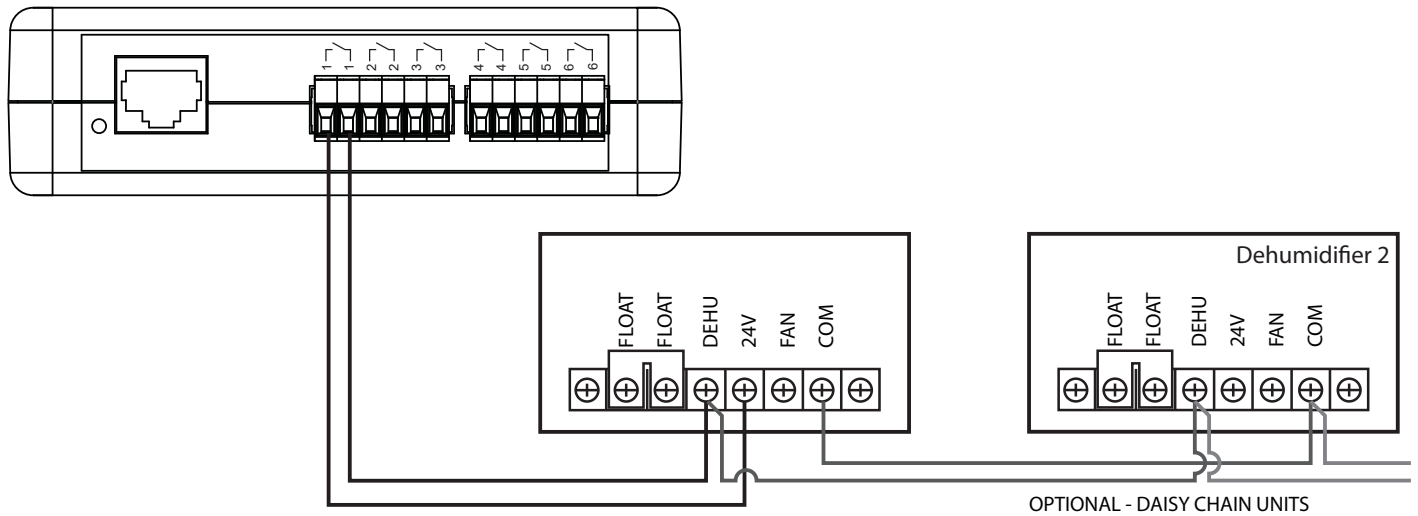 1 1 2 2 3 3 4 4 5 5 6 6
Dehumidifier 2
FLOAT FLOAT DEHU 24V FAN COM
FLOAT FLOAT DEHU 24V FAN COM
OPTIONAL - DAISY CHAIN UNITS